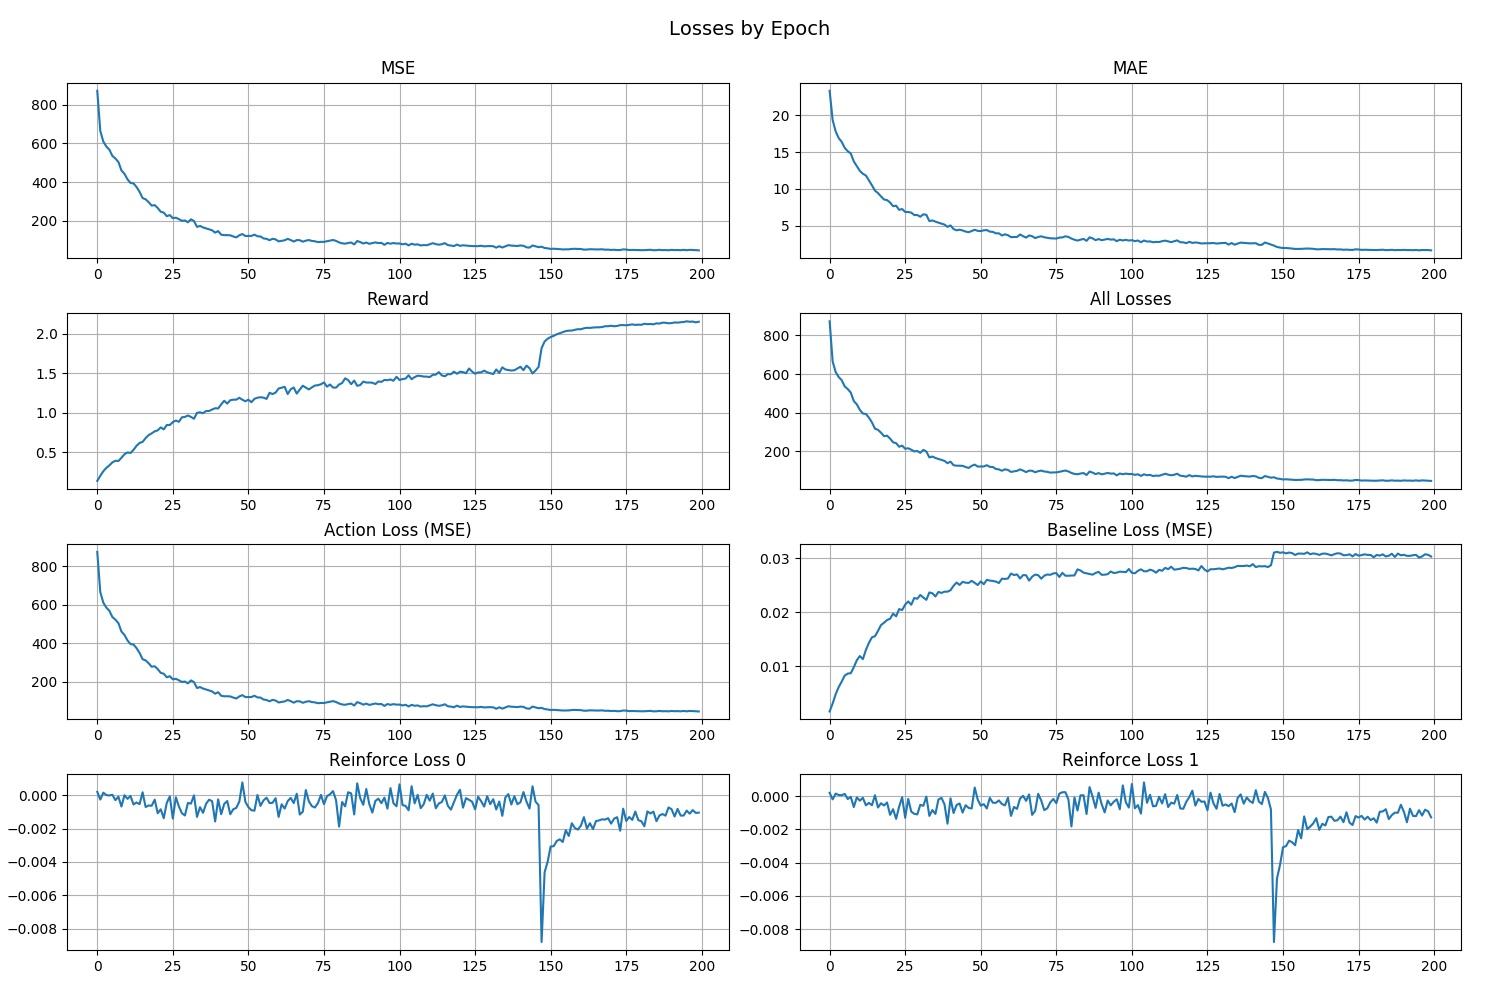 Losses by Epoch
MSE
800
600
400
200
0 25 50 75 100 125 150 175 200
MAE
20
15
10
5
0 25 50 75 100 125 150 175 200
Reward
2.0
1.5
1.0
0.5
0 25 50 75 100 125 150 175 200
All Losses
800
600
400
200
0 25 50 75 100 125 150 175 200
Action Loss (MSE)
800
600
400
200
0 25 50 75 100 125 150 175 200
Baseline Loss (MSE)
0.03
0.02
0.01
0 25 50 75 100 125 150 175 200
Reinforce Loss 0
0.000
−0.002
−0.004
−0.006
−0.008
0 25 50 75 100 125 150 175 200
Reinforce Loss 1
0.000
−0.002
−0.004
−0.006
−0.008
0 25 50 75 100 125 150 175 200